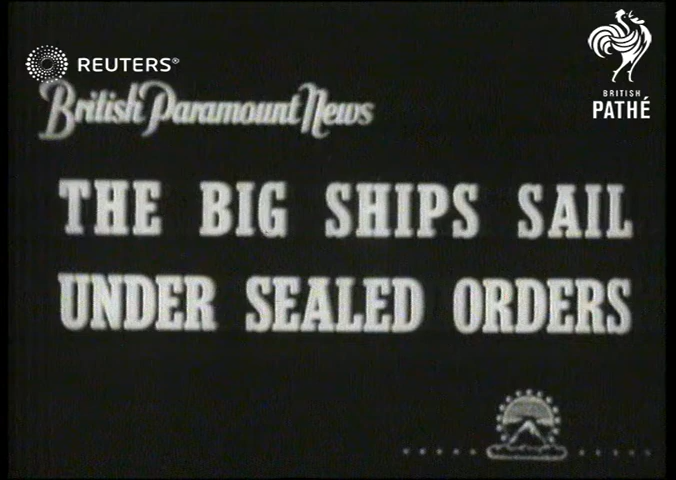 REUTERS®
BRITISH
PATHÉ
British Paramount News
THE BIG SHIPS SAIL
UNDER SEALED ORDERS